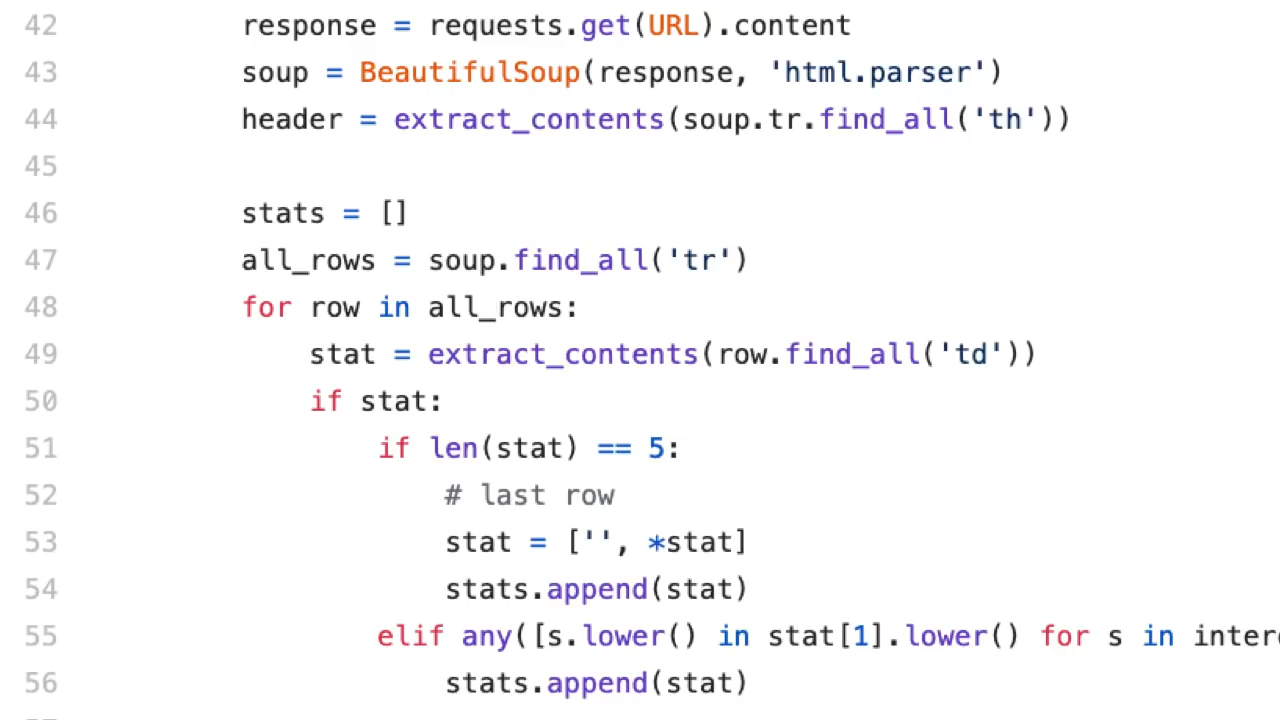 42 response = requests.get(URL).content
43 soup = BeautifulSoup(response, 'html.parser')
44 header = extract_contents(soup.tr.find_all('th'))
45
46 stats = []
47 all_rows = soup.find_all('tr')
48 for row in all_rows:
49 stat = extract_contents(row.find_all('td'))
50 if stat:
51 if len(stat) == 5:
52 # last row
53 stat = ['', *stat]
54 stats.append(stat)
55 elif any([s.lower() in stat[1].lower() for s in
56 stats.append(stat)